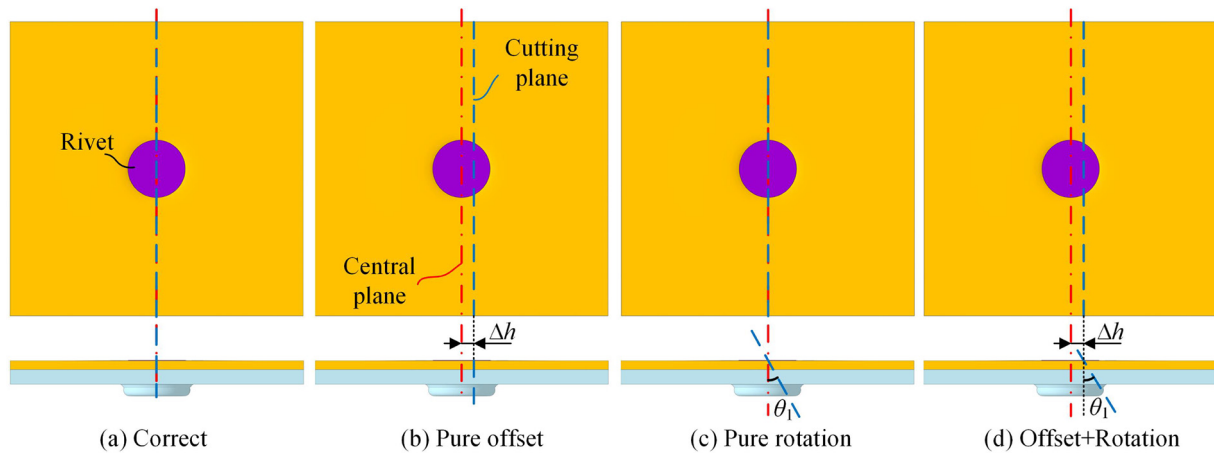 Rivet
(a) Correct
Cutting
plane
Central
plane
Δh
(b) Pure offset
θ1
(c) Pure rotation
Δh
θ1
(d) Offset+Rotation